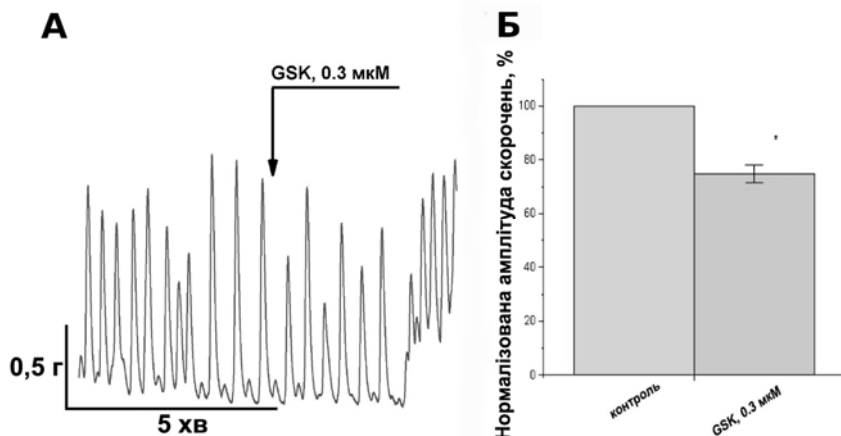 А
Б
GSK, 0.3 мкМ
0,5 г
5 хв
Нормалізована амплітуда скорочень, %
100
80
60
40
20
0
*
контроль
GSK, 0.3 мкМ